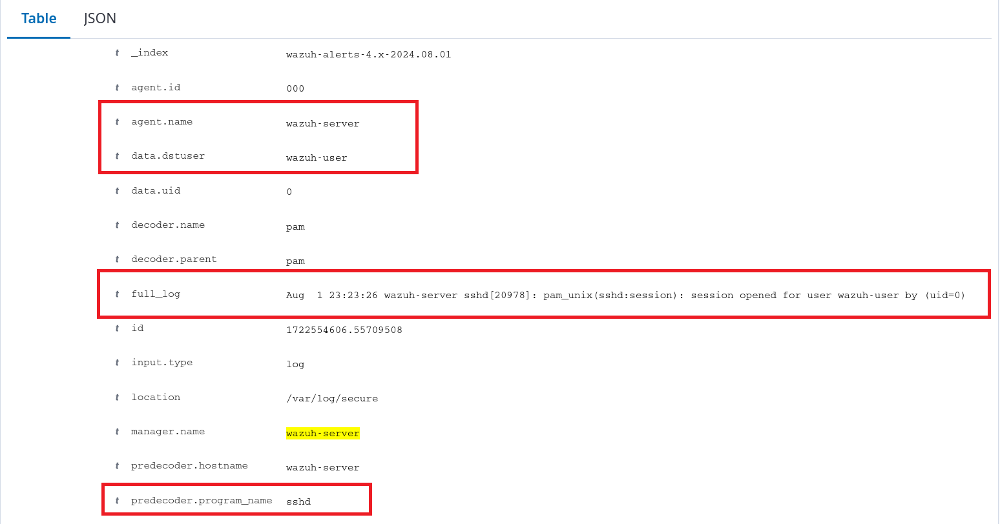 Table JSON
t _index wazuh-alerts-4.x-2024.08.01
t agent.id 000
t agent.name wazuh-server
t data.dstuser wazuh-user
t data.uid 0
t decoder.name pam
t decoder.parent pam
t full_log Aug  1 23:23:26 wazuh-server sshd[20978]: pam_unix(sshd:session): session opened for user wazuh-user by (uid=0)
t id 1722554606.55709508
t input.type log
t location /var/log/secure
t manager.name wazuh-server
t predecoder.hostname wazuh-server
t predecoder.program_name sshd